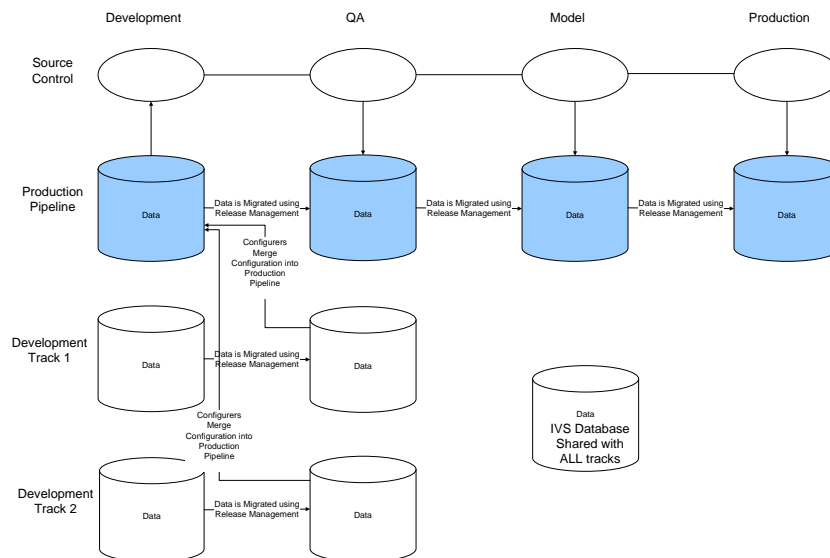 Development
QA
Model
Production
Source
Control
Production
Pipeline
Data
Data is Migrated using
Release Management
Data
Data is Migrated using
Release Management
Data
Data is Migrated using
Release Management
Data
Configurers
Merge
Configuration into
Production
Pipeline
Development
Track 1
Data
Data is Migrated using
Release Management
Data
Configurers
Merge
Configuration into
Production
Pipeline
Data
IVS Database
Shared with
ALL tracks
Development
Track 2
Data
Data is Migrated using
Release Management
Data